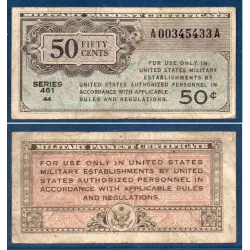 MILITARY PAYMENT CERTIFICATE
50 FIFTY CENTS
A00345433A
SERIES
461
44
FOR USE ONLY IN UNITED STATES MILITARY
ESTABLISHMENTS BY
UNITED STATES AUTHORIZED PERSONNEL IN
ACCORDANCE WITH APPLICABLE
RULES AND REGULATIONS.
50¢
MILITARY PAYMENT CERTIFICATE
FOR USE ONLY IN UNITED STATES
MILITARY ESTABLISHMENTS BY UNITED
STATES AUTHORIZED PERSONNEL IN
ACCORDANCE WITH APPLICABLE RULES
AND REGULATIONS.